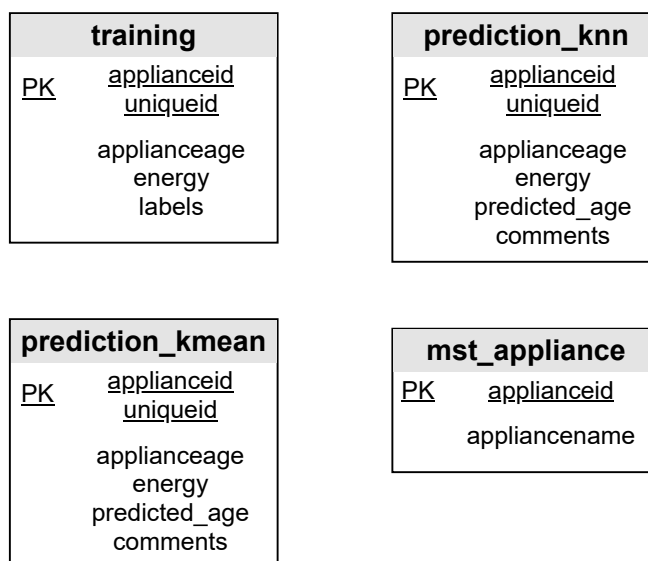 training
PK
applianceid
uniqueid
applianceage
energy
labels
prediction_knn
PK
applianceid
uniqueid
applianceage
energy
predicted_age
comments
prediction_kmean
PK
applianceid
uniqueid
applianceage
energy
predicted_age
comments
mst_appliance
PK
applianceid
appliancename